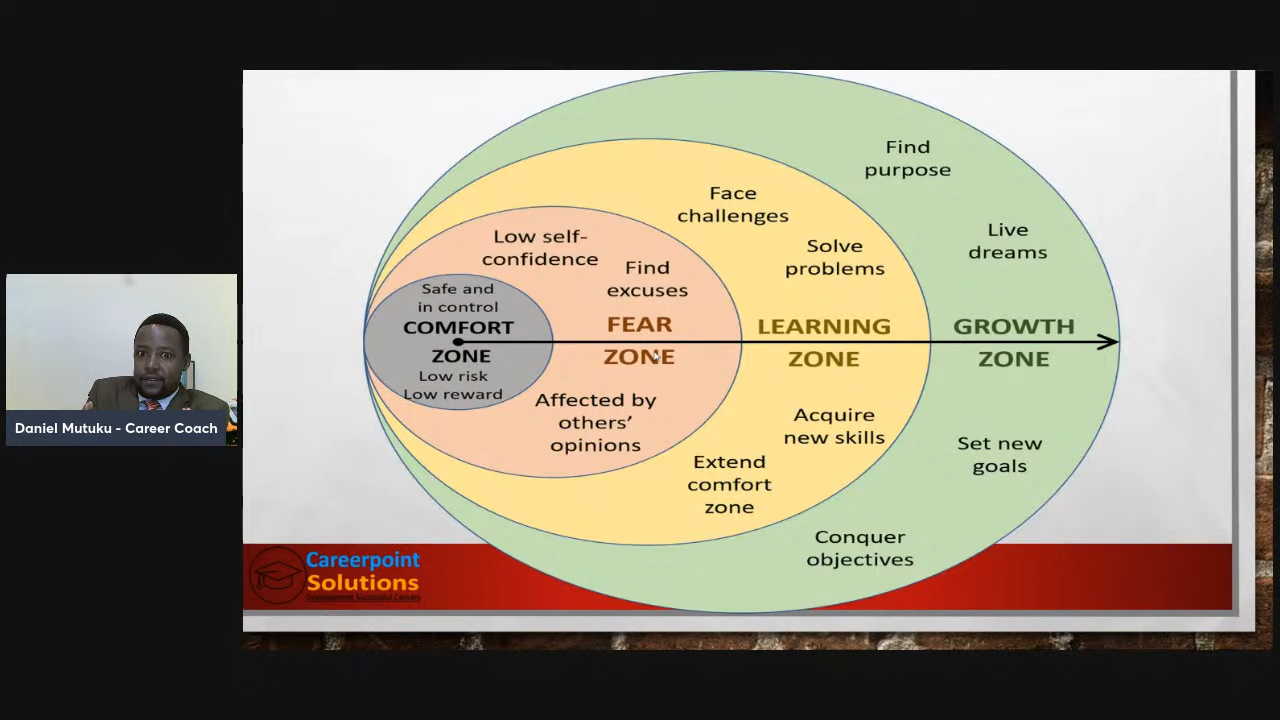 Find
purpose
Face
challenges
Live
dreams
Low self-
confidence
Solve
problems
Find
excuses
Safe and
in control
COMFORT
ZONE
Low risk
Low reward
FEAR
ZONE
LEARNING
ZONE
GROWTH
ZONE
Affected by
others’
opinions
Acquire
new skills
Extend
comfort
zone
Set new
goals
Conquer
objectives
Daniel Mutuku - Career Coach
Careerpoint
Solutions